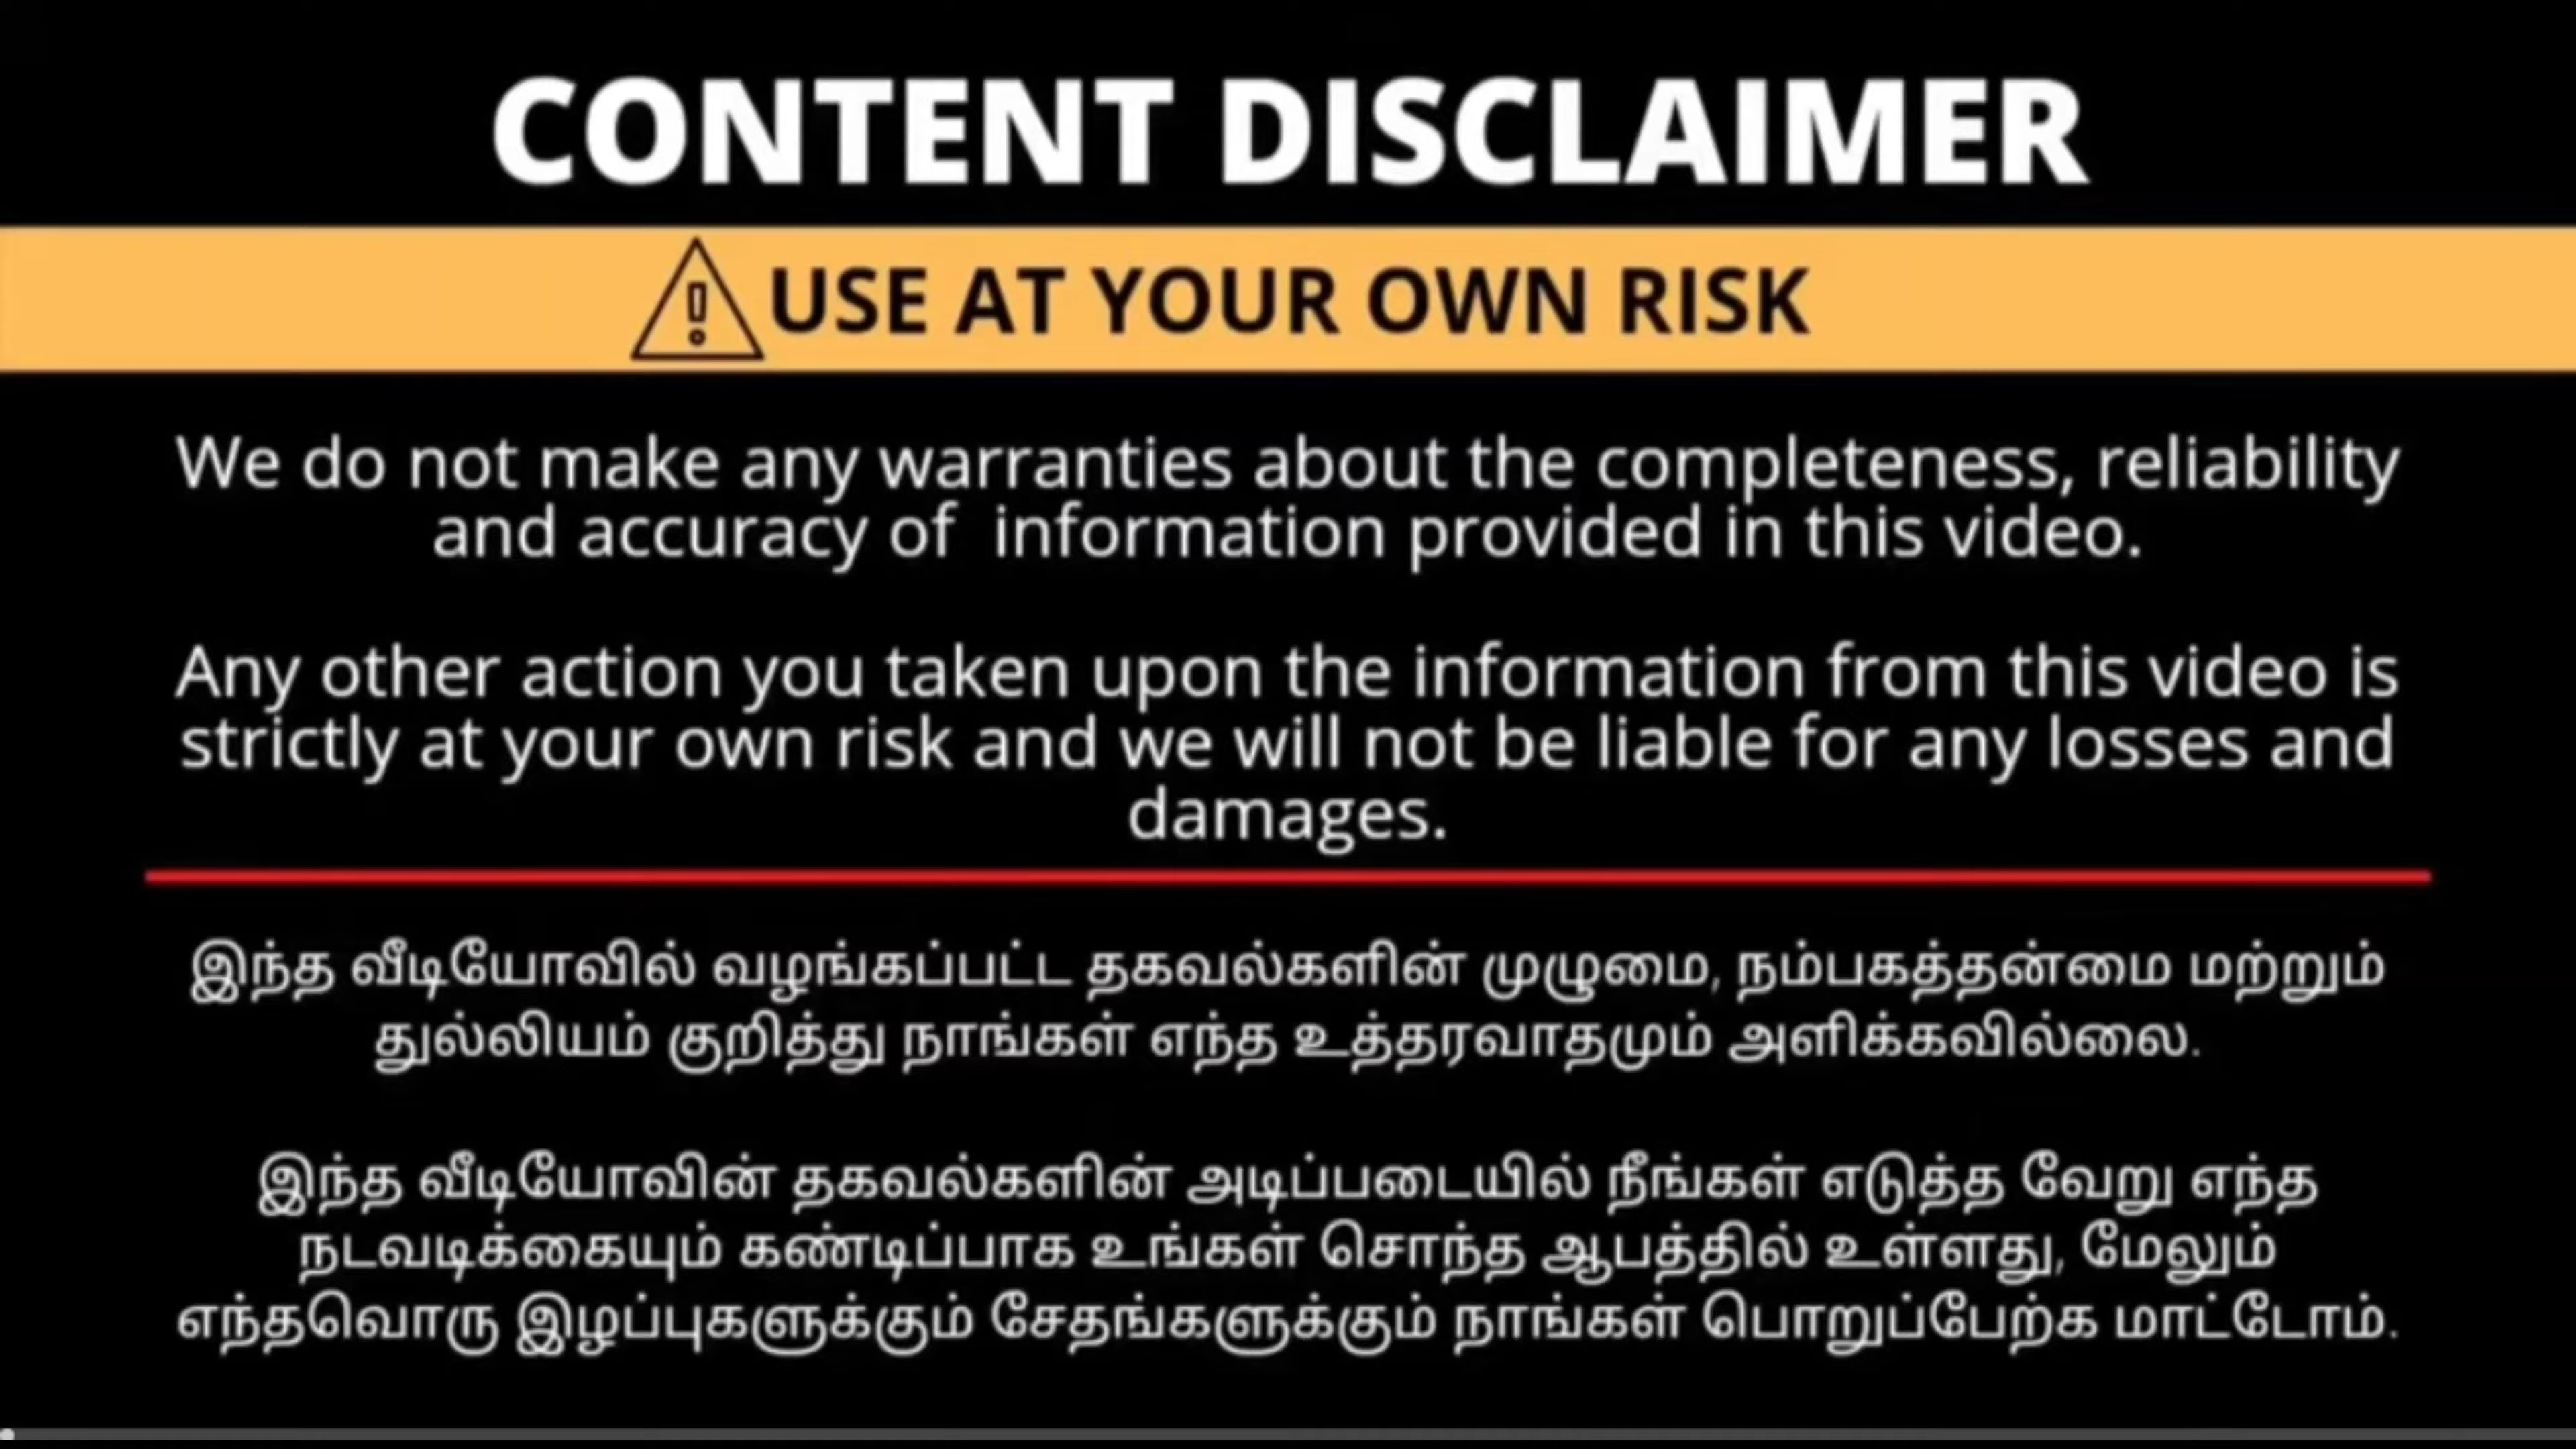 CONTENT DISCLAIMER
USE AT YOUR OWN RISK
We do not make any warranties about the completeness, reliability
and accuracy of information provided in this video.
Any other action you taken upon the information from this video is
strictly at your own risk and we will not be liable for any losses and
damages.
இந்த வீடியோவில் வழங்கப்பட்ட தகவல்களின் முழுமை, நம்பகத்தன்மை மற்றும்
துல்லியம் குறித்து நாங்கள் எந்த உத்தரவாதமும் அளிக்கவில்லை.
இந்த வீடியோவின் தகவல்களின் அடிப்படையில் நீங்கள் எடுத்த வேறு எந்த
நடவடிக்கையும் கண்டிப்பாக உங்கள் சொந்த ஆபத்தில் உள்ளது, மேலும்
எந்தவொரு இழப்புகளுக்கும் சேதங்களுக்கும் நாங்கள் பொறுப்பேற்க மாட்டோம்.